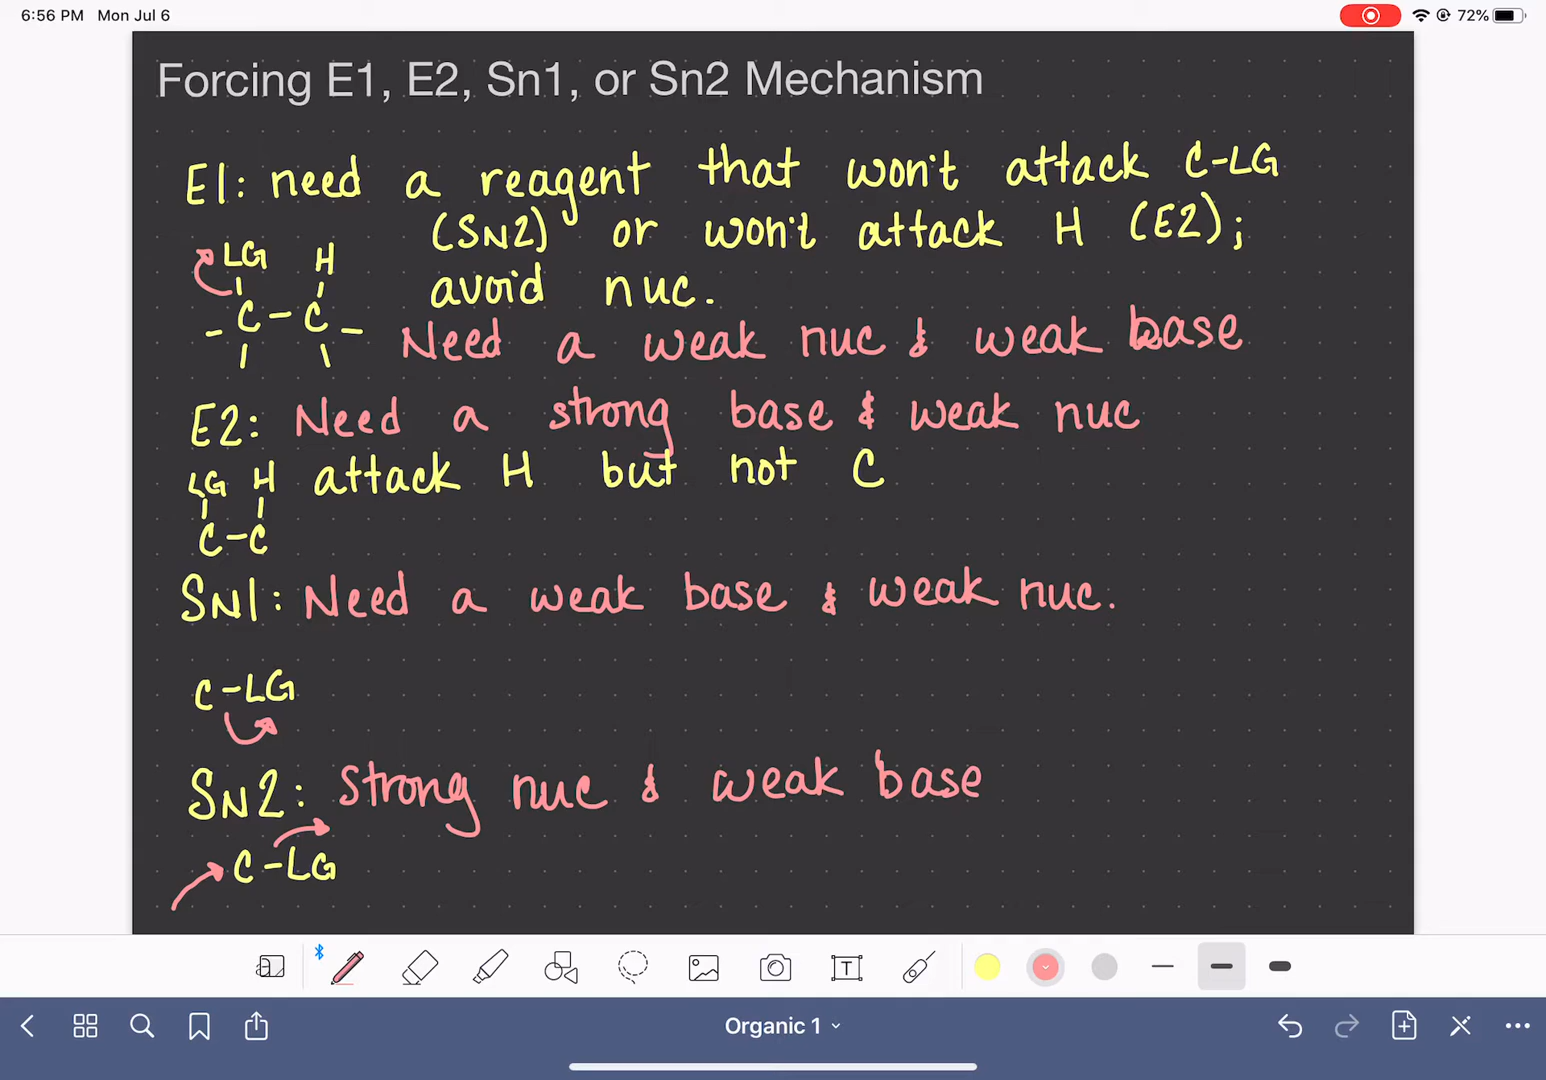 6:56 PM Mon Jul 6
72%
Forcing E1, E2, Sn1, or Sn2 Mechanism
E1: need a reagent that won't attack C-LG
(SN2) or won't attack H (E2);
LG H
avoid nuc.
- C - C -
Need a weak nuc & weak base
E2: Need a strong base & weak nuc
LG H attack H but not C
C-C
SN1: Need a weak base & weak nuc.
C-LG
SN2: strong nuc & weak base
C-LG
T
Organic 1